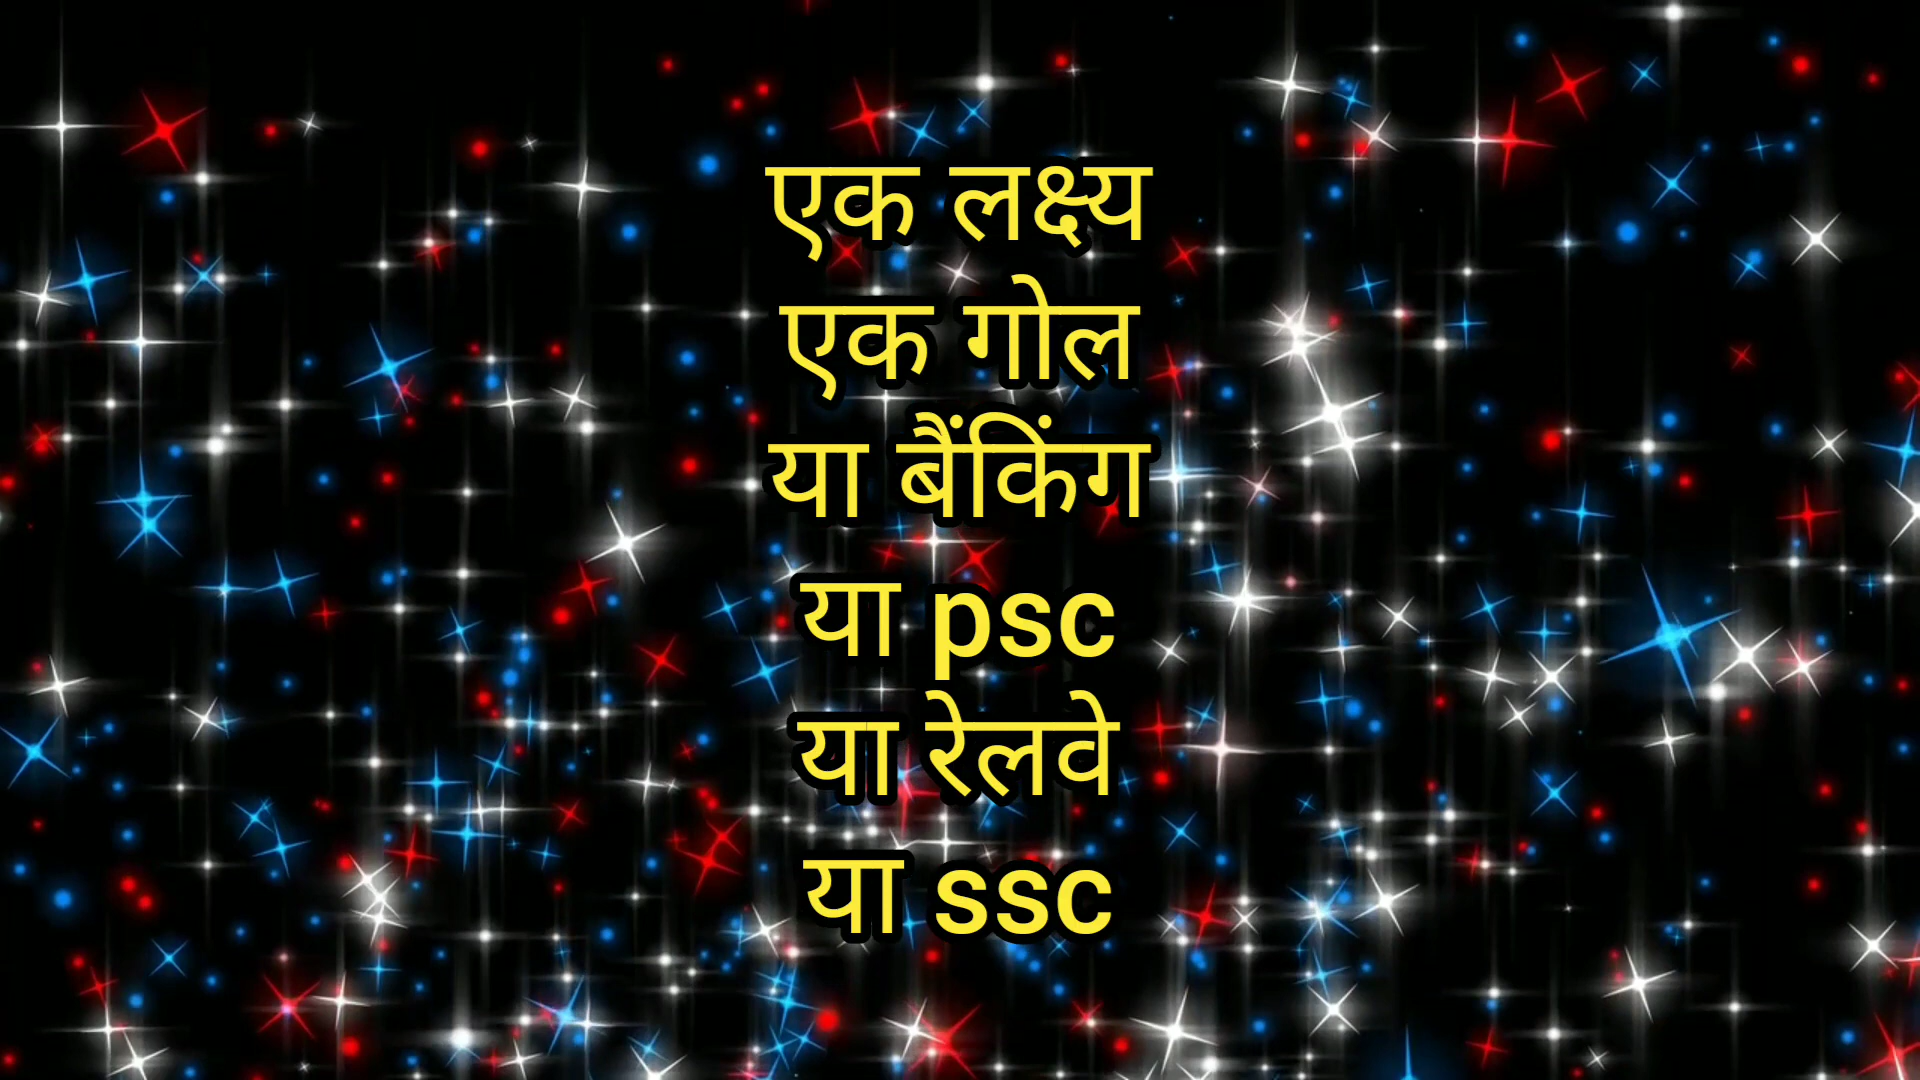 एक लक्ष्य
एक गोल
या बैंकिंग
या psc
या रेलवे
या ssc